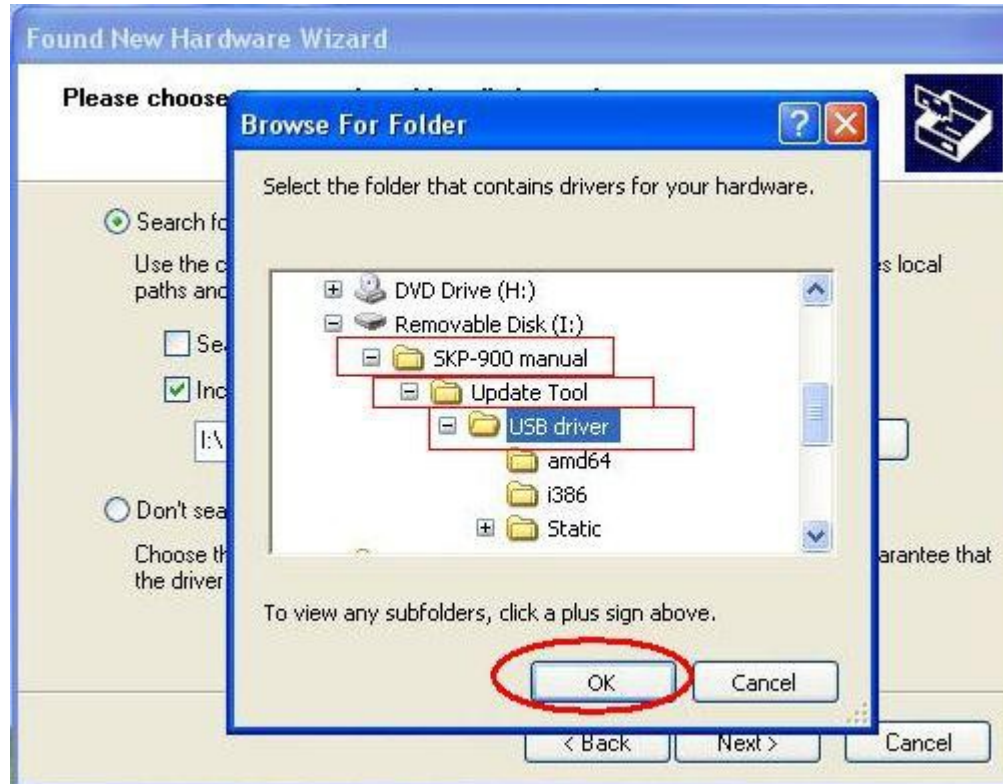 Found New Hardware Wizard
Please choose
Browse For Folder
Select the folder that contains drivers for your hardware.
Search fo
Use the c
es local
paths and
DVD Drive (H:)
Removable Disk (I:)
SKP-900 manual
Update Tool
USB driver
amd64
i386
Static
Sea
Inc
I:\
Don't sea
Choose th
arantee that
the driver
To view any subfolders, click a plus sign above.
OK
Cancel
< Back
Next >
Cancel